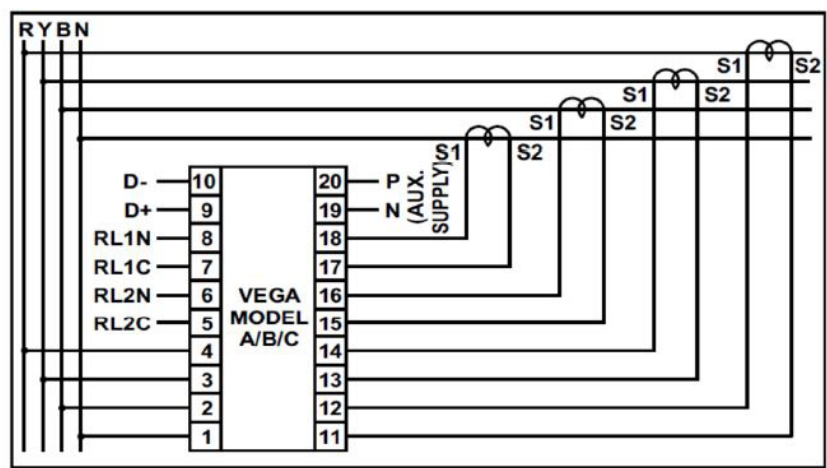 R Y B N
S1 S2
S1 S2
S1 S2
S1 S2
D- 10 20 P
D+ 9 19 N
(AUX. SUPPLY)
RL1N 8 18
RL1C 7 17
RL2N 6 VEGA 16
RL2C 5 MODEL 15
4 A/B/C 14
3 13
2 12
1 11